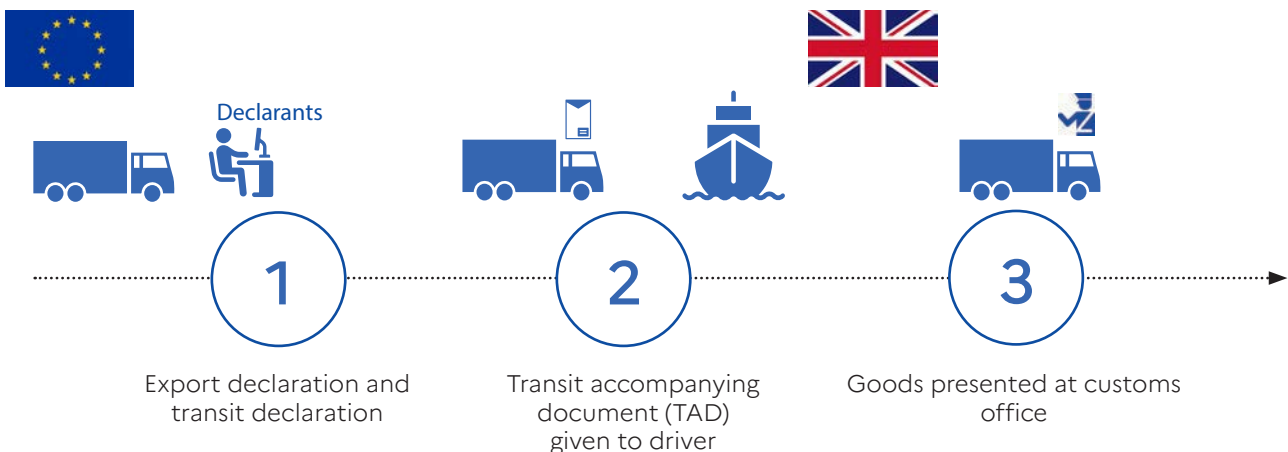 Declarants
1
2
3
Export declaration and
transit declaration
Transit accompanying
document (TAD)
given to driver
Goods presented at customs
office